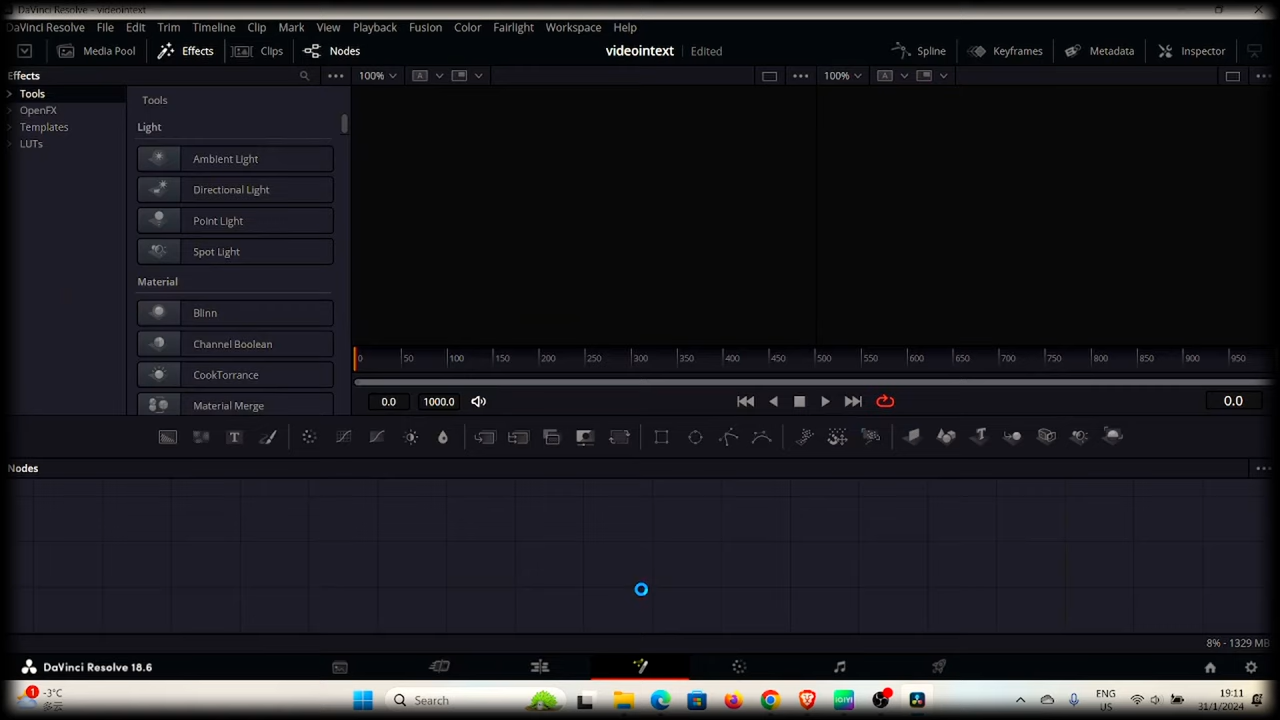 DaVinci Resolve - videointext
DaVinci Resolve File Edit Trim Timeline Clip Mark View Playback Fusion Color Fairlight Workspace Help
Media Pool Effects Clips Nodes videointext Edited Spline Keyframes Metadata Inspector
Effects 100% A 100% A
Tools
OpenFX
Templates
LUTs
Tools
Light
Ambient Light
Directional Light
Point Light
Spot Light
Material
Blinn
Channel Boolean
CookTorrance
Material Merge
0 50 100 150 200 250 300 350 400 450 500 550 600 650 700 750 800 850 900 950
0.0 1000.0 0.0
T T
Nodes
8% - 1329 MB
DaVinci Resolve 18.6
1 -3°C
多云
Search
ENG
US
19:11
31/1/2024